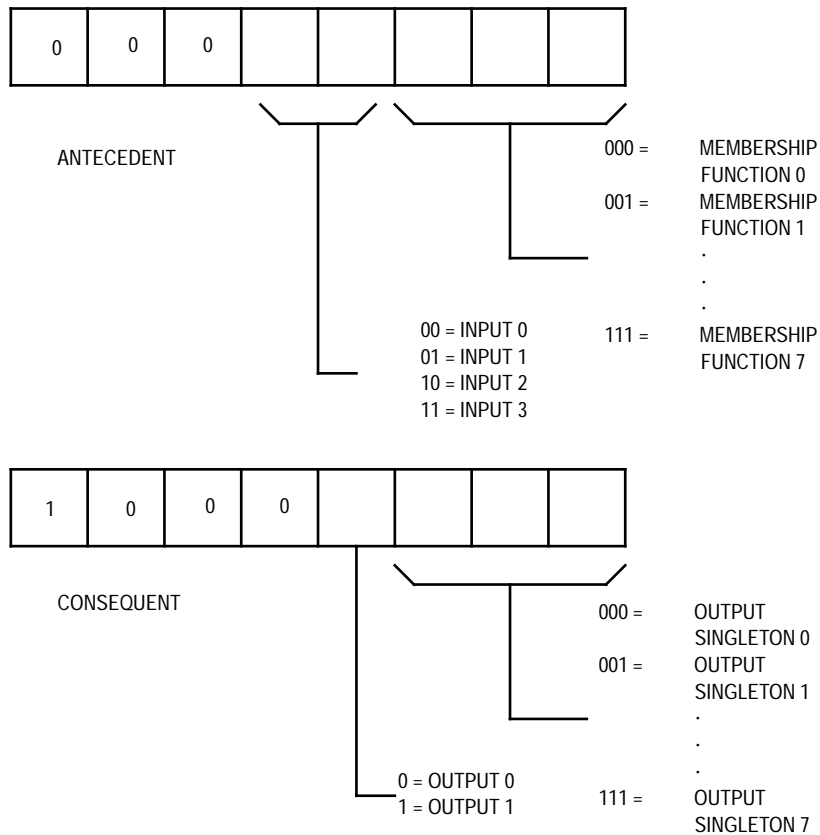 0 0 0
ANTECEDENT
000 = MEMBERSHIP
FUNCTION 0
001 = MEMBERSHIP
FUNCTION 1
.
.
.
111 = MEMBERSHIP
FUNCTION 7
00 = INPUT 0
01 = INPUT 1
10 = INPUT 2
11 = INPUT 3
1 0 0 0
CONSEQUENT
000 = OUTPUT
SINGLETON 0
001 = OUTPUT
SINGLETON 1
.
.
.
111 = OUTPUT
SINGLETON 7
0 = OUTPUT 0
1 = OUTPUT 1